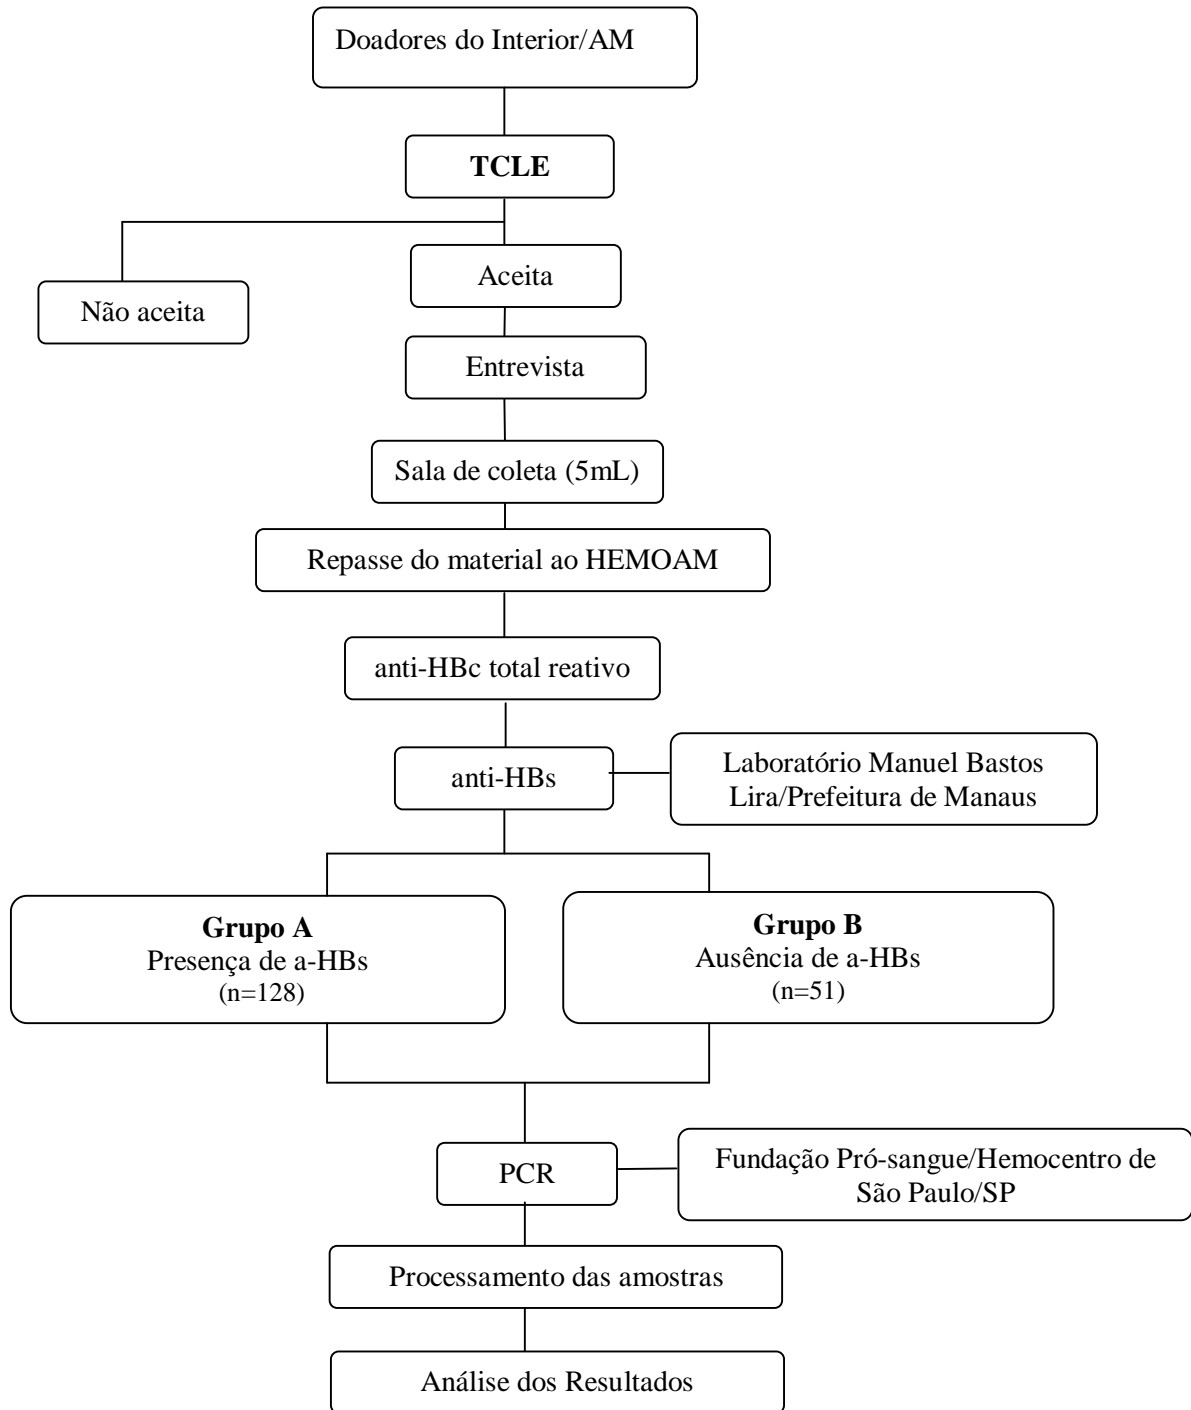 Doadores do Interior/AM
TCLE
Aceita
Não aceita
Entrevista
Sala de coleta (5mL)
Repasse do material ao HEMOAM
anti-HBc total reativo
anti-HBs
Laboratório Manuel Bastos
Lira/Prefeitura de Manaus
Grupo A
Presença de a-HBs
(n=128)
Grupo B
Ausência de a-HBs
(n=51)
PCR
Fundação Pró-sangue/Hemocentro de
São Paulo/SP
Processamento das amostras
Análise dos Resultados